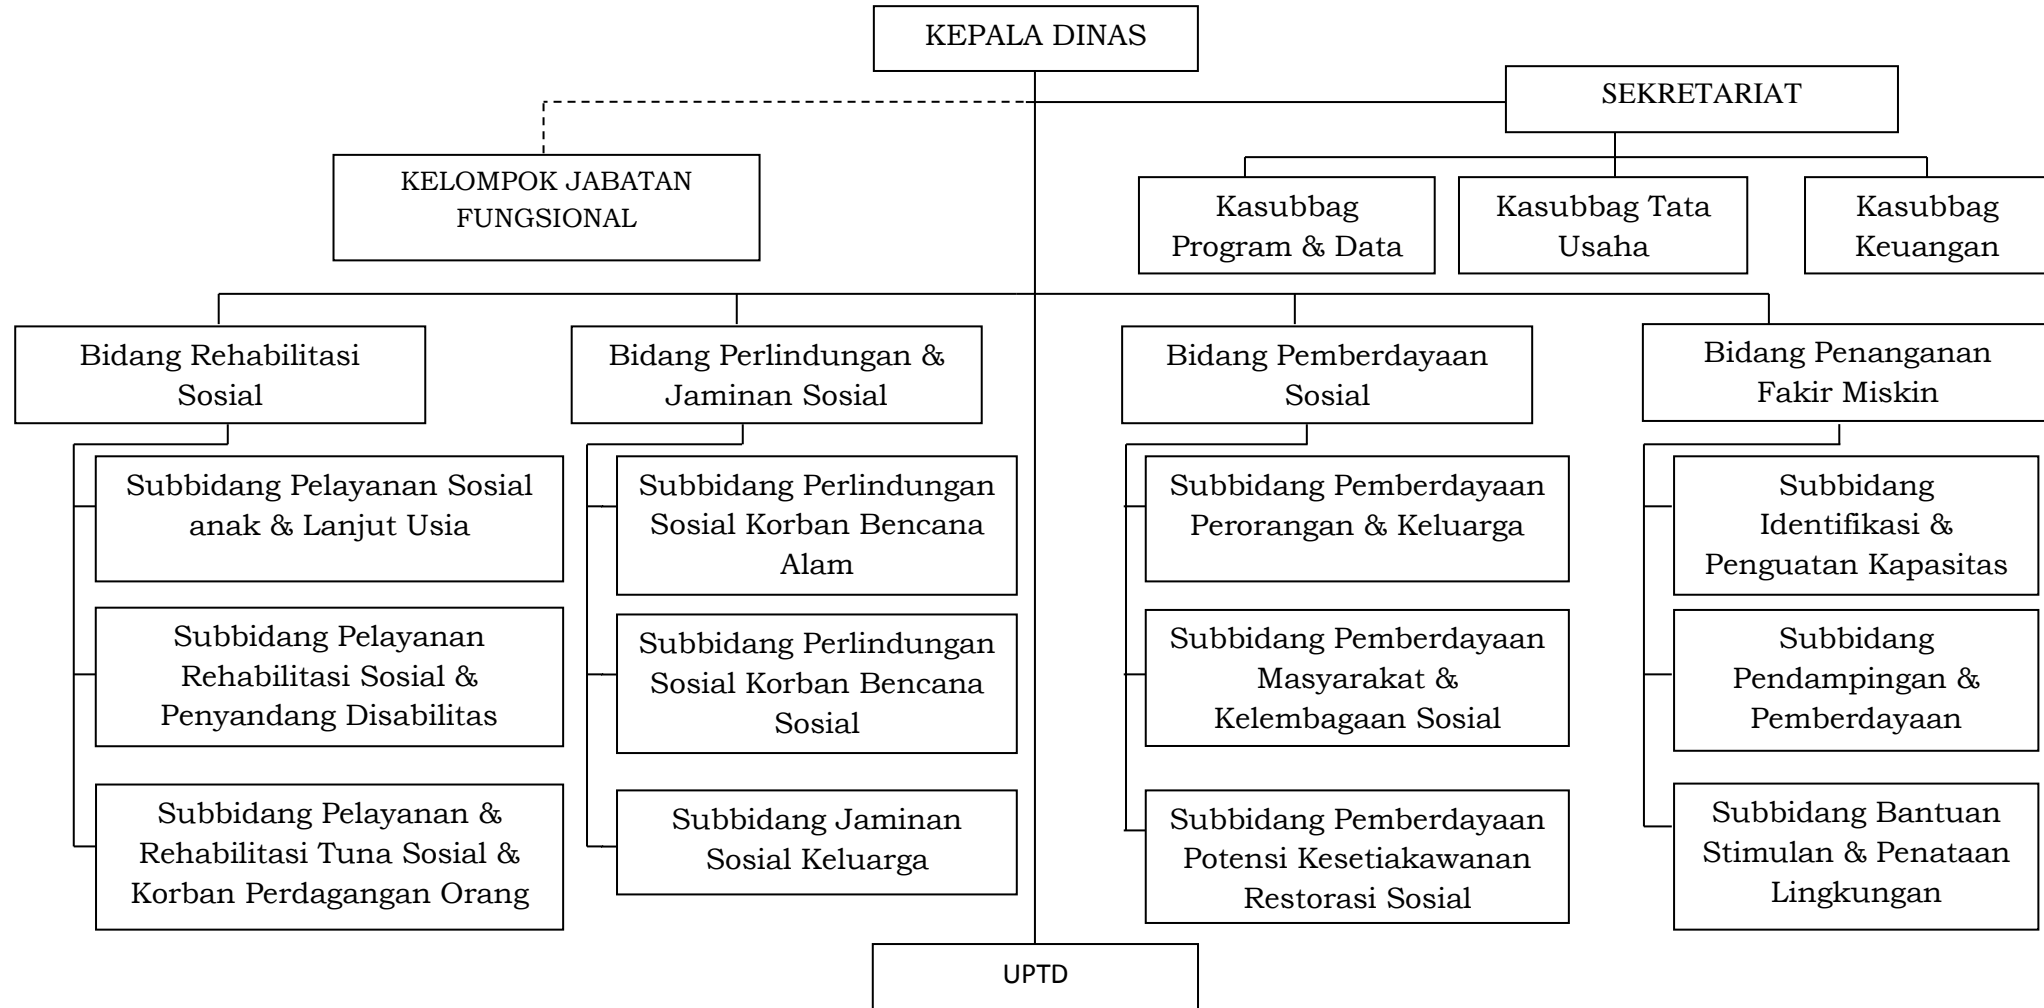 KEPALA DINAS
SEKRETARIAT
KELOMPOK JABATAN
FUNGSIONAL
Kasubbag
Program & Data
Kasubbag Tata
Usaha
Kasubbag
Keuangan
Bidang Rehabilitasi
Sosial
Bidang Perlindungan &
Jaminan Sosial
Bidang Pemberdayaan
Sosial
Bidang Penanganan
Fakir Miskin
Subbidang Pelayanan Sosial
anak & Lanjut Usia
Subbidang Perlindungan
Sosial Korban Bencana
Alam
Subbidang Pemberdayaan
Perorangan & Keluarga
Subbidang
Identifikasi &
Penguatan Kapasitas
Subbidang Pelayanan
Rehabilitasi Sosial &
Penyandang Disabilitas
Subbidang Perlindungan
Sosial Korban Bencana
Sosial
Subbidang Pemberdayaan
Masyarakat &
Kelembagaan Sosial
Subbidang
Pendampingan &
Pemberdayaan
Subbidang Pelayanan &
Rehabilitasi Tuna Sosial &
Korban Perdagangan Orang
Subbidang Jaminan
Sosial Keluarga
Subbidang Pemberdayaan
Potensi Kesetiakawanan
Restorasi Sosial
Subbidang Bantuan
Stimulan & Penataan
Lingkungan
UPTD